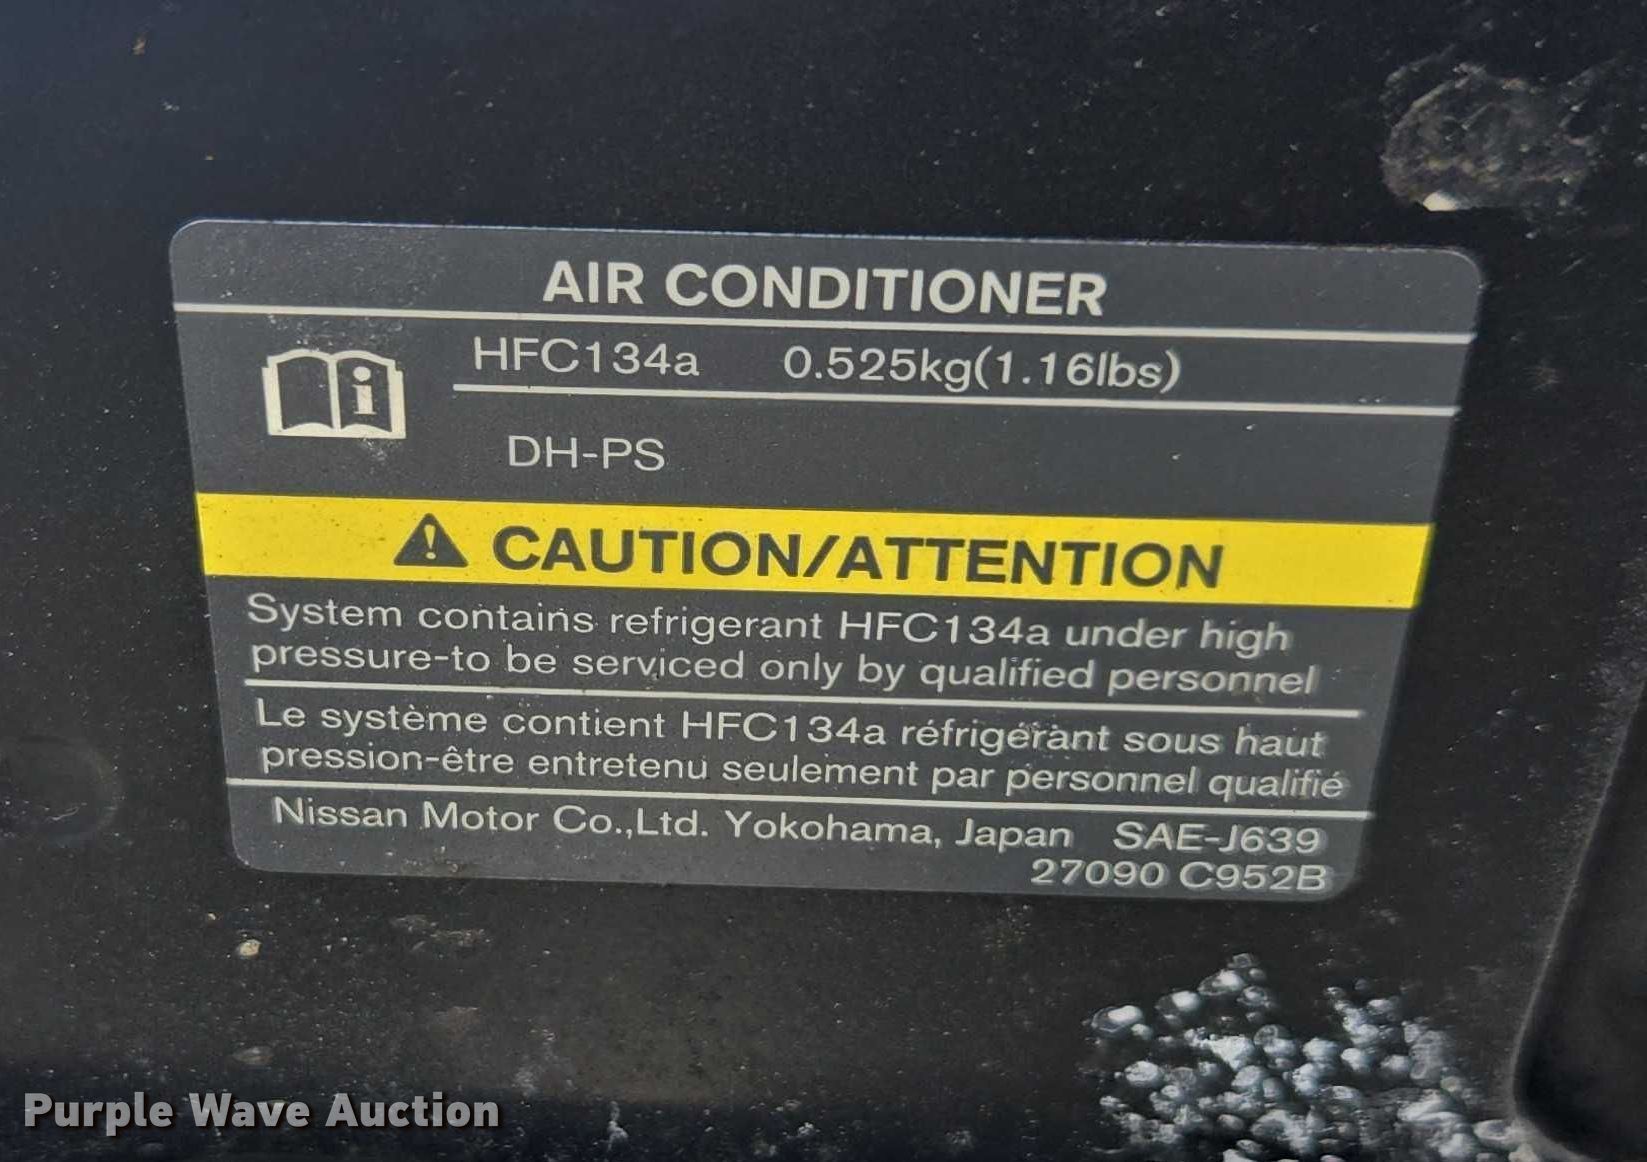 AIR CONDITIONER
HFC134a 0.525kg(1.16lbs)
DH-PS
CAUTION/ATTENTION
System contains refrigerant HFC134a under high
pressure-to be serviced only by qualified personnel
Le système contient HFC134a réfrigérant sous haut
pression-être entretenu seulement par personnel qualifié
Nissan Motor Co.,Ltd. Yokohama, Japan SAE-J639
27090 C952B
Purple Wave Auction